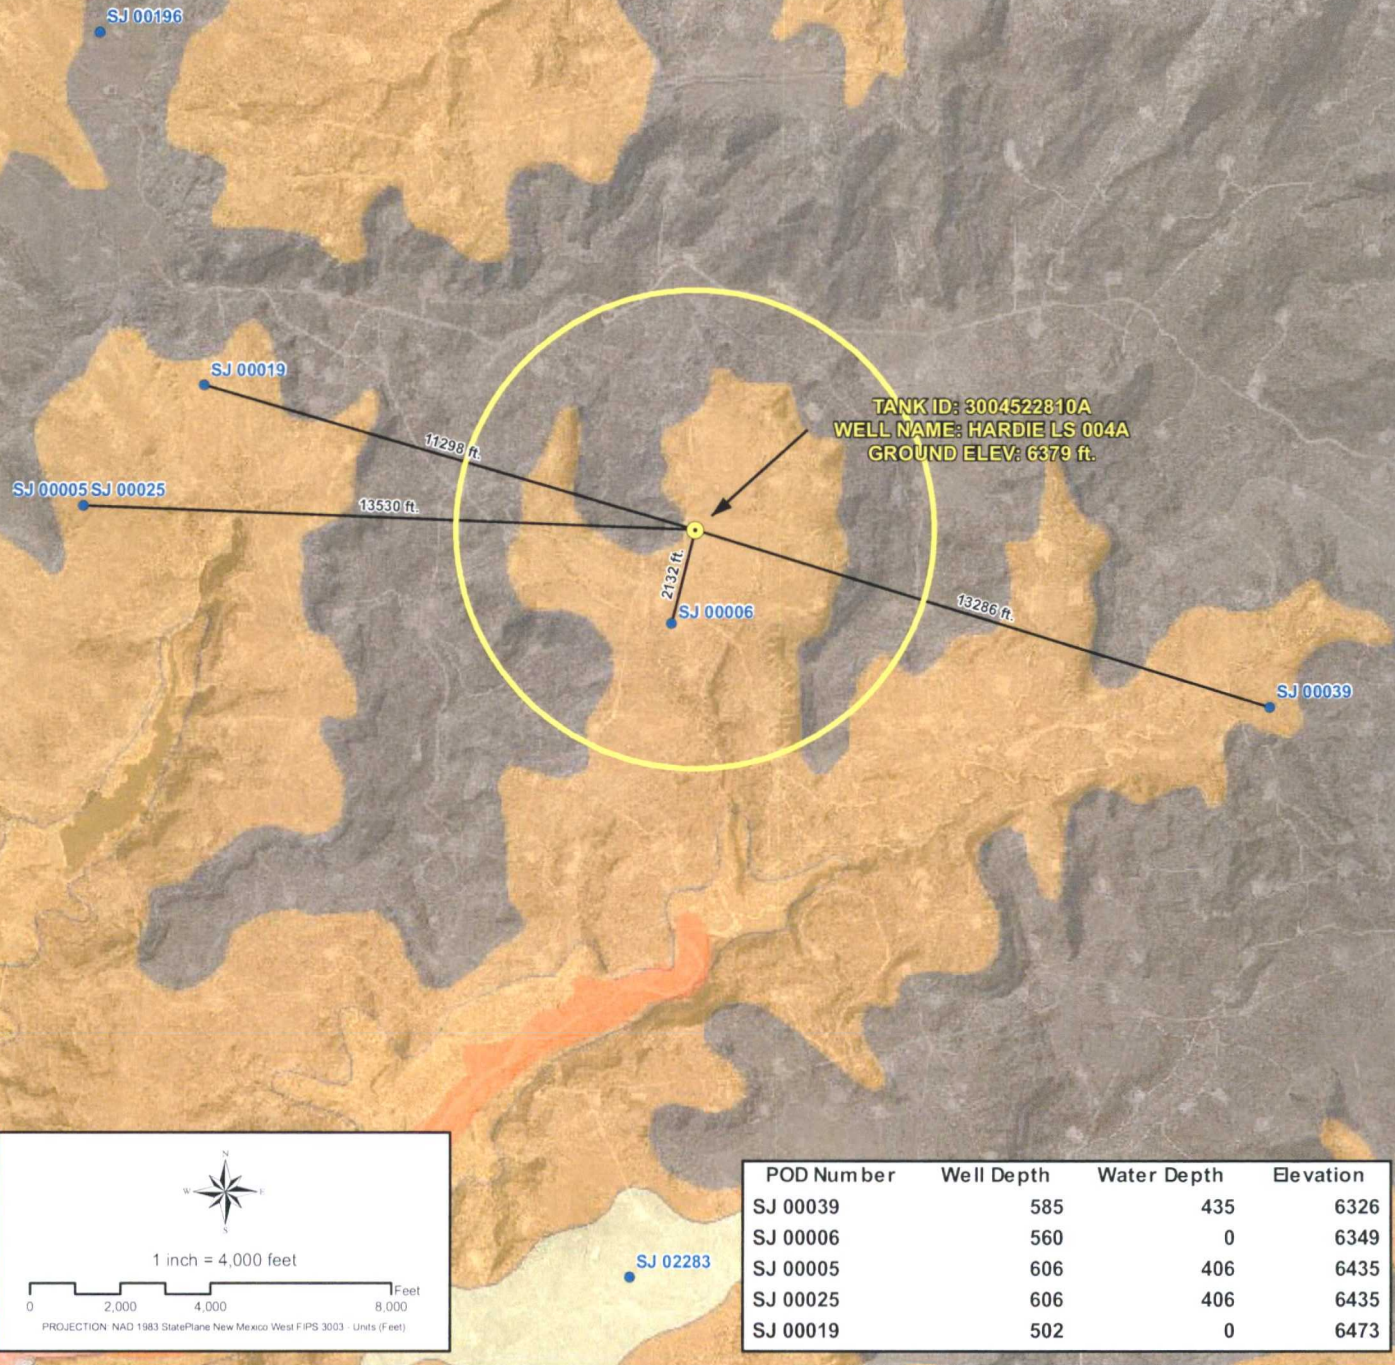 SJ 00196
SJ 00019
11298 ft.
TANK ID: 3004522810A
WELL NAME: HARDIE LS 004A
GROUND ELEV: 6379 ft.
SJ 00005 SJ 00025
13530 ft.
2132 ft.
SJ 00006
13286 ft.
SJ 00039
N
W E
S
1 inch = 4,000 feet
Feet
0 2,000 4,000 8,000
PROJECTION: NAD 1983 StatePlane New Mexico West FIPS 3003 - Units (Feet)
SJ 02283
POD Number Well Depth Water Depth Elevation
SJ 00039 585 435 6326
SJ 00006 560 0 6349
SJ 00005 606 406 6435
SJ 00025 606 406 6435
SJ 00019 502 0 6473